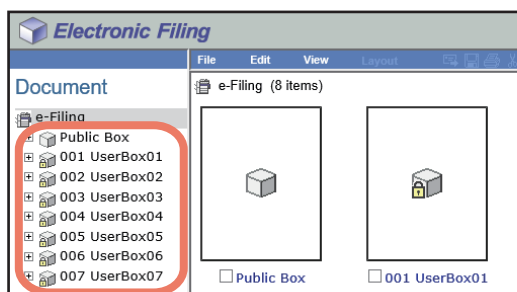 Electronic Filing
File Edit View Layout
Document
e-Filing
Public Box
001 UserBox01
002 UserBox02
003 UserBox03
004 UserBox04
005 UserBox05
006 UserBox06
007 UserBox07
e-Filing (8 items)
Public Box
001 UserBox01